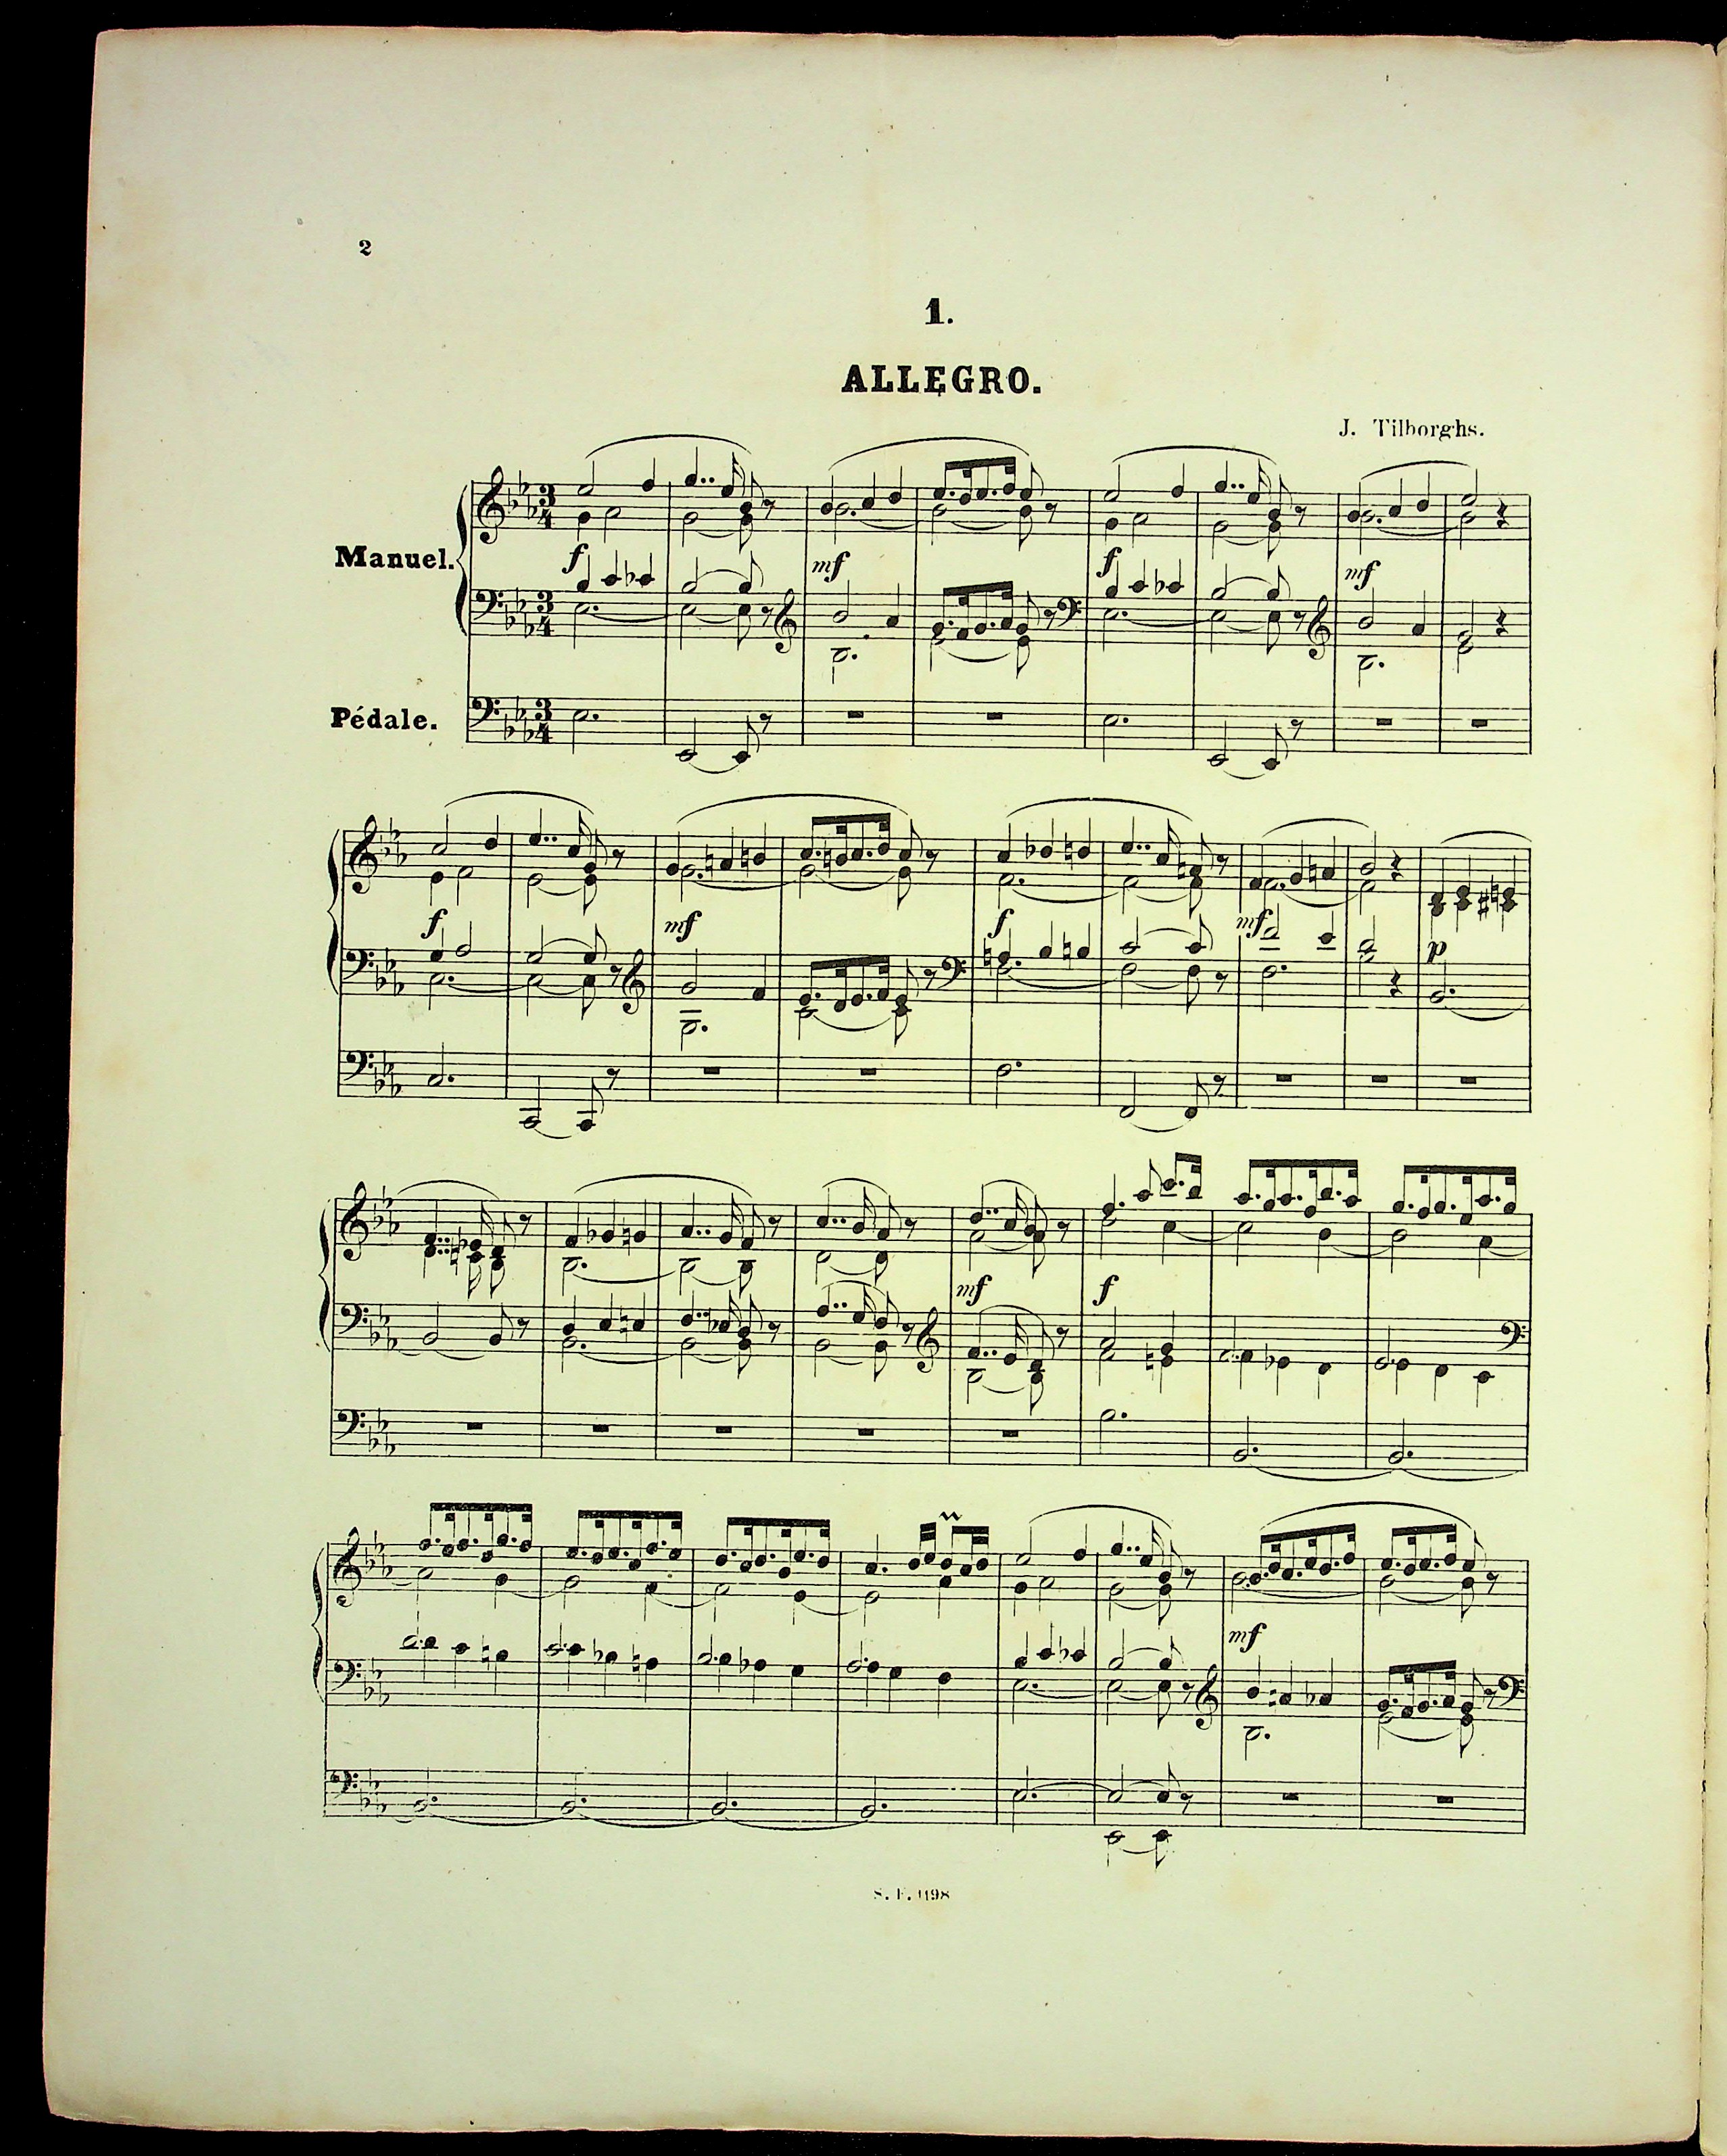 2
1.
ALLEGRO.
J. Tilborghs.
Manuel.
f mf f mf
Pédale.
f mf f mf p
mf f
mf
S. F. 1198